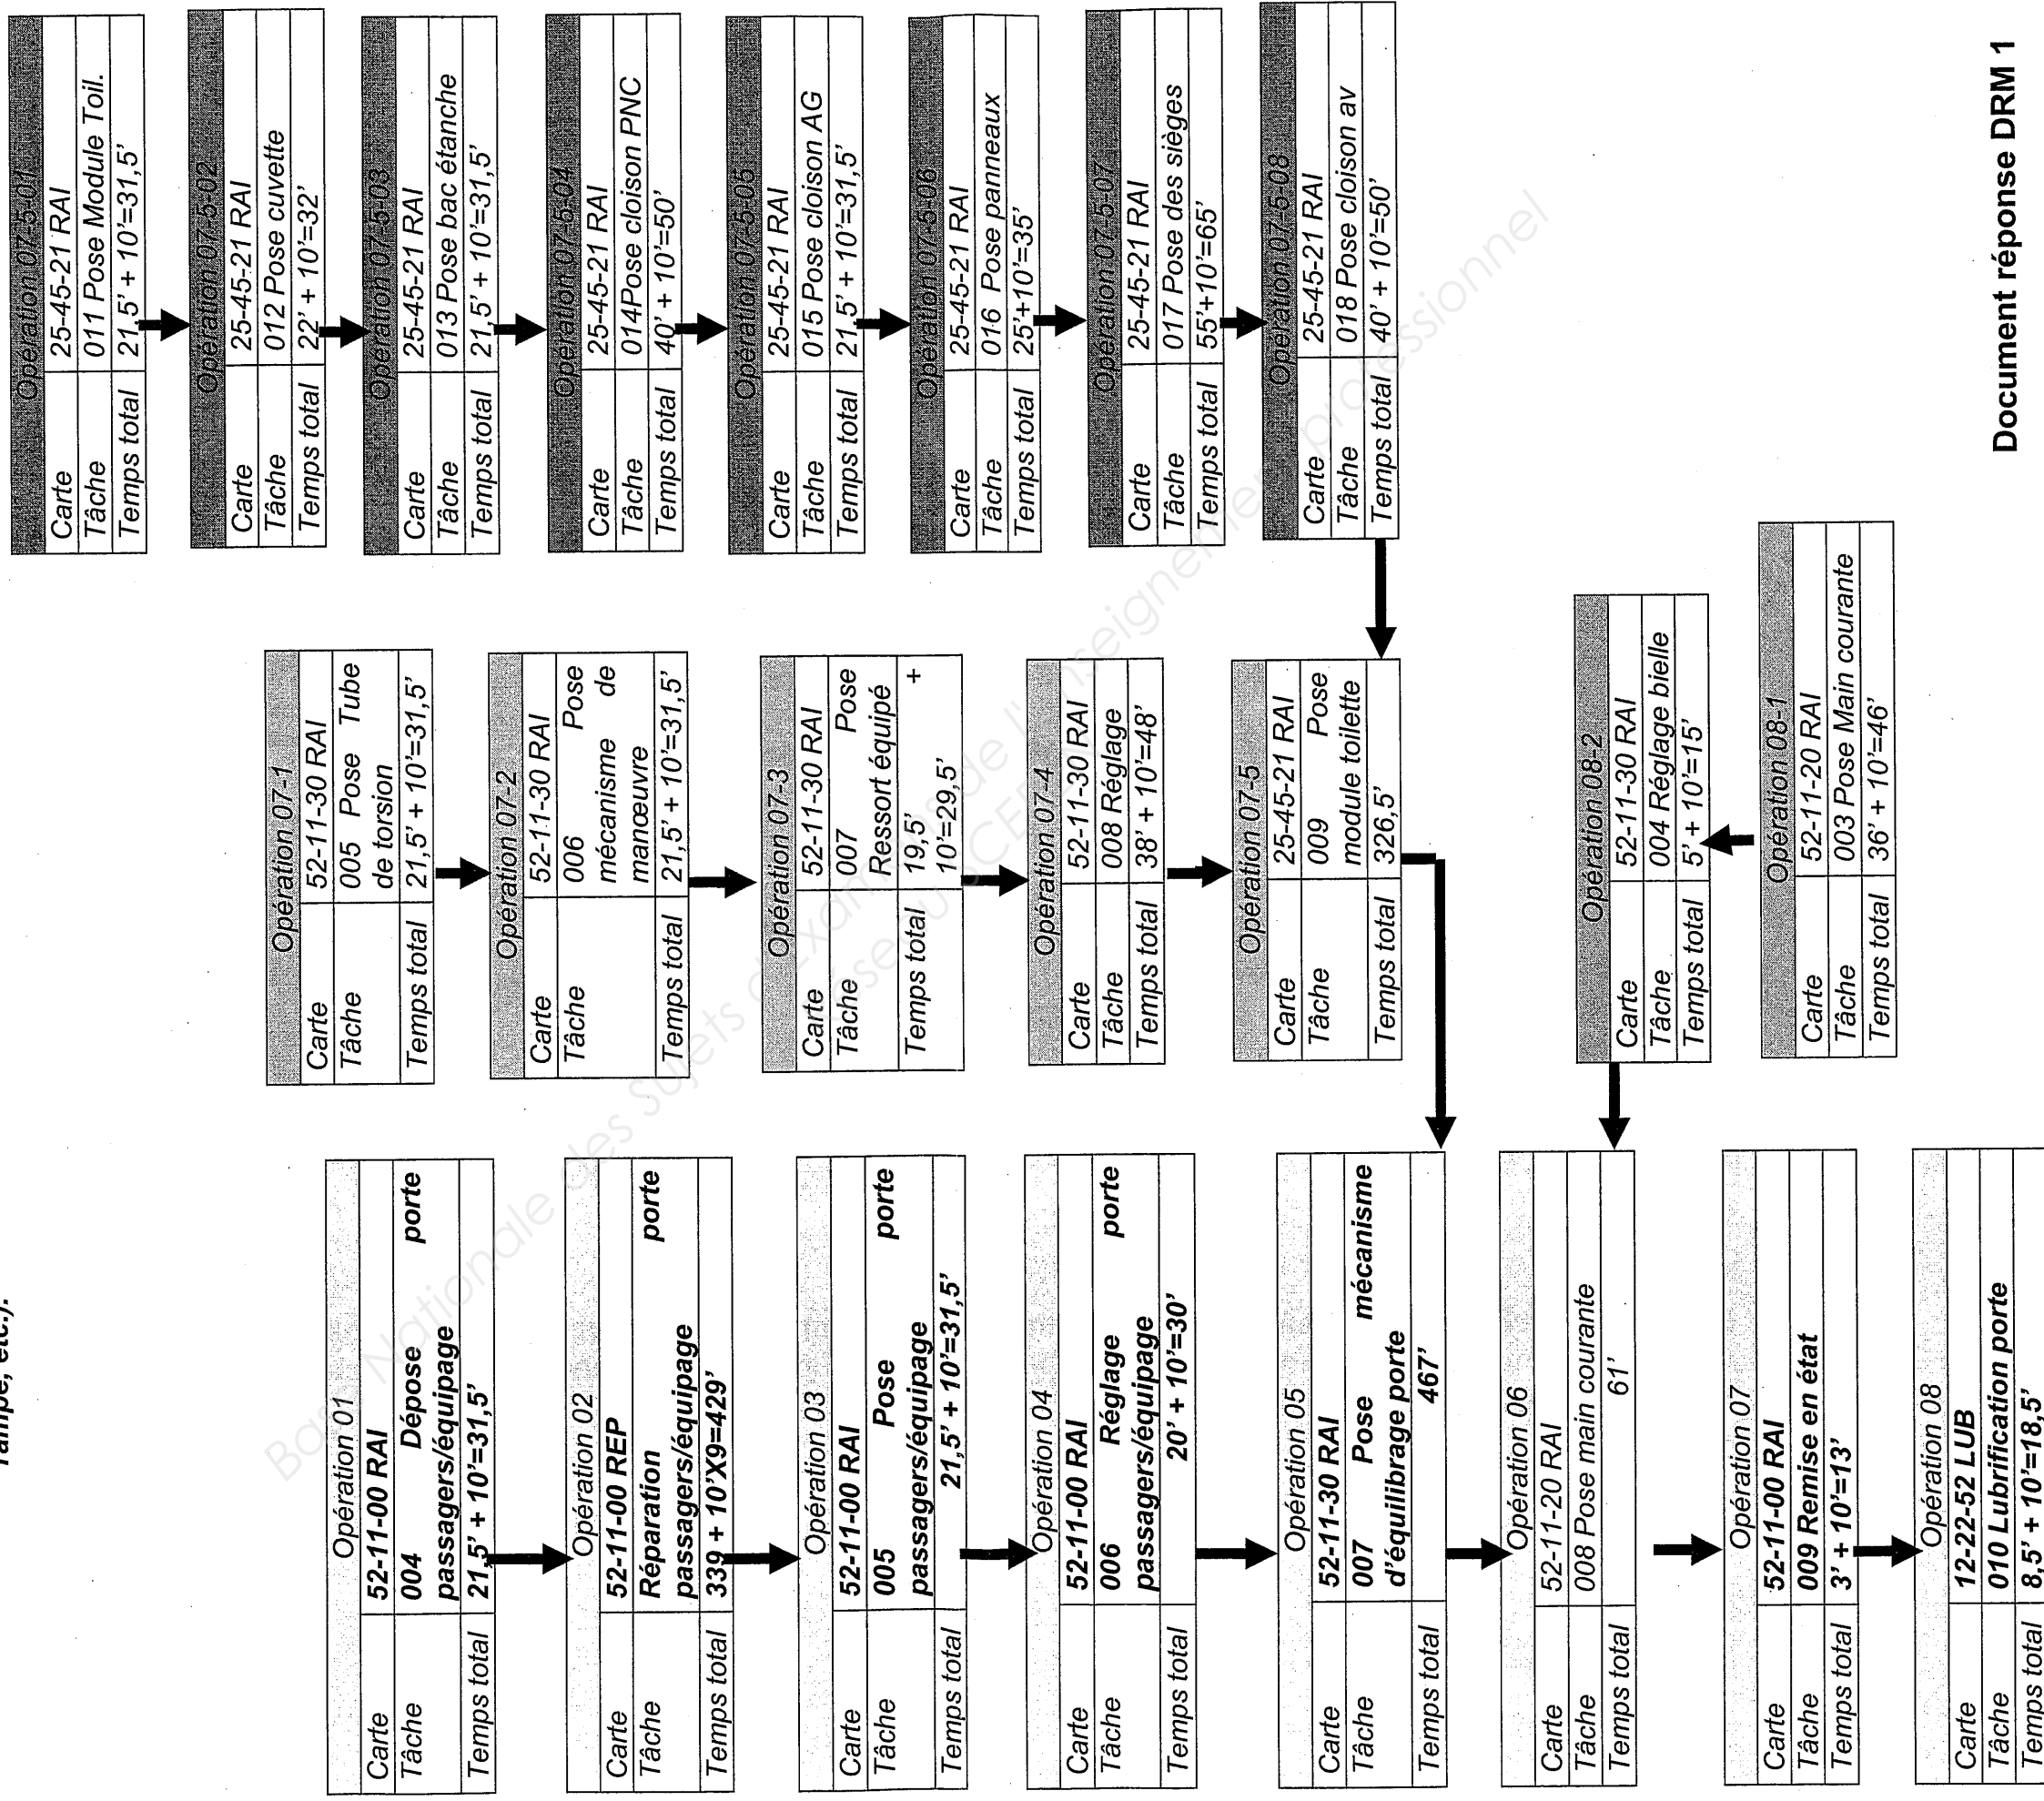 rampe, etc.).
Opération 01
Carte 52-11-00 RAI
Tâche 004 Dépose porte
passagers/équipage
Temps total 21,5' + 10'=31,5'
Opération 02
Carte 52-11-00 REP
Tâche Réparation porte
passagers/équipage
Temps total 339 + 10'X9=429'
Opération 03
Carte 52-11-00 RAI
Tâche 005 Pose porte
passagers/équipage
Temps total 21,5' + 10'=31,5'
Opération 04
Carte 52-11-00 RAI
Tâche 006 Réglage porte
passagers/équipage
Temps total 20' + 10'=30'
Opération 05
Carte 52-11-30 RAI
Tâche 007 Pose mécanisme
d'équilibrage porte
Temps total 467'
Opération 06
Carte 52-11-20 RAI
Tâche 008 Pose main courante
Temps total 61'
Opération 07
Carte 52-11-00 RAI
Tâche 009 Remise en état
Temps total 3' + 10'=13'
Opération 08
Carte 12-22-52 LUB
Tâche 010 Lubrification porte
Temps total 8,5' + 10'=18,5'
Opération 07-1
Carte 52-11-30 RAI
Tâche 005 Pose Tube
de torsion
Temps total 21,5' + 10'=31,5'
Opération 07-2
Carte 52-11-30 RAI
Tâche 006 Pose
mécanisme de
manœuvre
Temps total 21,5' + 10'=31,5'
Opération 07-3
Carte 52-11-30 RAI
Tâche 007 Pose
Ressort équipé
Temps total 19,5' +
10'=29,5'
Opération 07-4
Carte 52-11-30 RAI
Tâche 008 Réglage
Temps total 38' + 10'=48'
Opération 07-5
Carte 25-45-21 RAI
Tâche 009 Pose
module toilette
Temps total 326,5'
Opération 08-2
Carte 52-11-30 RAI
Tâche 004 Réglage bielle
Temps total 5' + 10'=15'
Opération 08-1
Carte 52-11-20 RAI
Tâche 003 Pose Main courante
Temps total 36' + 10'=46'
Opération 07-5-01
Carte 25-45-21 RAI
Tâche 011 Pose Module Toil.
Temps total 21,5' + 10'=31,5'
Opération 07-5-02
Carte 25-45-21 RAI
Tâche 012 Pose cuvette
Temps total 22' + 10'=32'
Opération 07-5-03
Carte 25-45-21 RAI
Tâche 013 Pose bac étanche
Temps total 21,5' + 10'=31,5'
Opération 07-5-04
Carte 25-45-21 RAI
Tâche 014Pose cloison PNC
Temps total 40' + 10'=50'
Opération 07-5-05
Carte 25-45-21 RAI
Tâche 015 Pose cloison AG
Temps total 21,5' + 10'=31,5'
Opération 07-5-06
Carte 25-45-21 RAI
Tâche 016 Pose panneaux
Temps total 25'+10'=35'
Opération 07-5-07
Carte 25-45-21 RAI
Tâche 017 Pose des sièges
Temps total 55'+10'=65'
Opération 07-5-08
Carte 25-45-21 RAI
Tâche 018 Pose cloison av
Temps total 40' + 10'=50'
Document réponse DRM 1
Base Nationale des Sujets d'Examens de l'enseignement professionnel
Réseau SCEREN